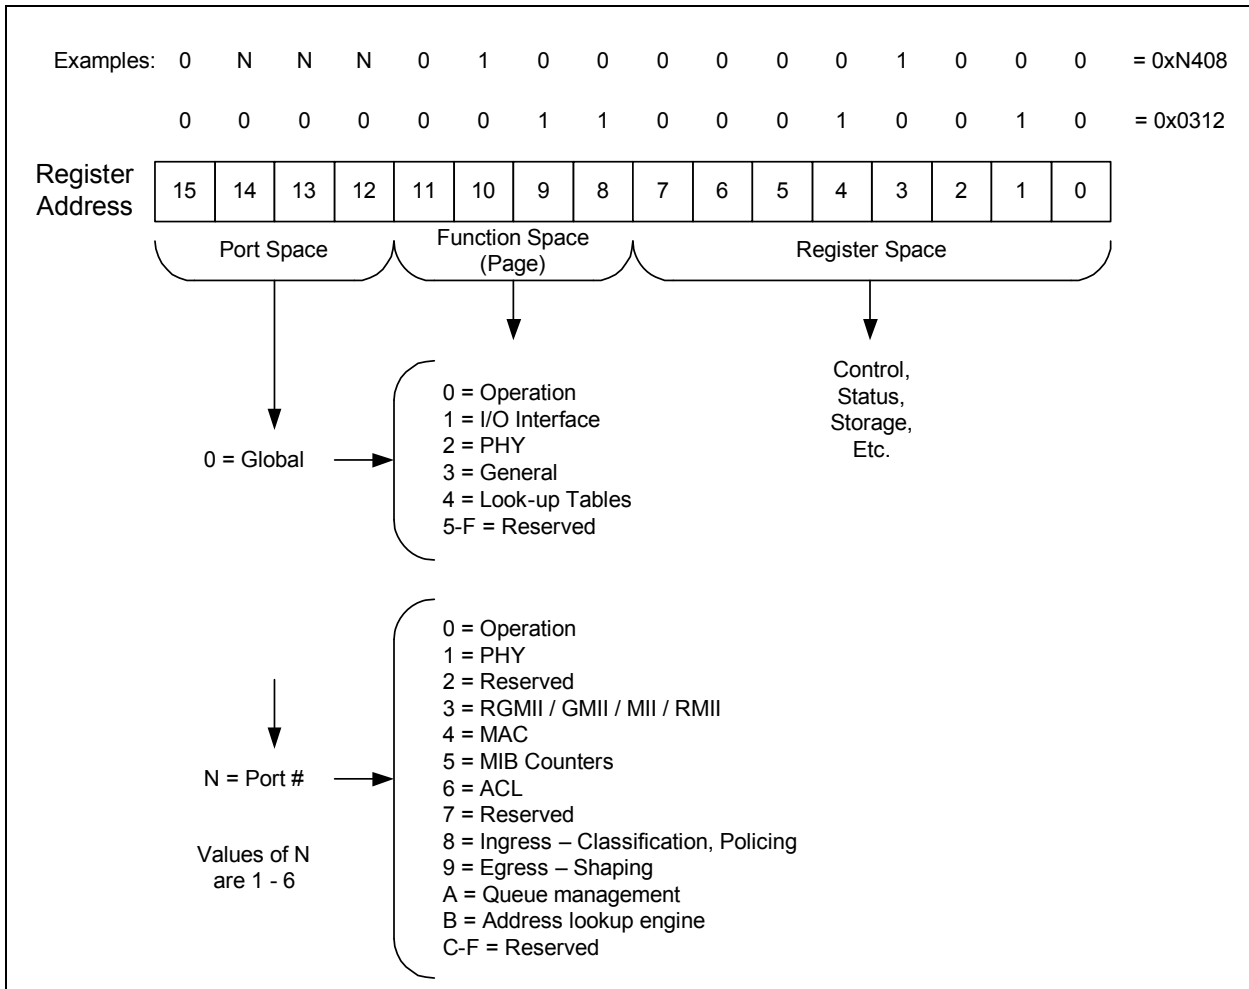 Examples: 0 N N N 0 1 0 0 0 0 0 0 1 0 0 0 = 0xN408
0 0 0 0 0 0 1 1 0 0 0 1 0 0 1 0 = 0x0312
Register
Address
15 14 13 12 11 10 9 8 7 6 5 4 3 2 1 0
Port Space
Function Space
(Page)
Register Space
Control,
Status,
Storage,
Etc.
0 = Global
0 = Operation
1 = I/O Interface
2 = PHY
3 = General
4 = Look-up Tables
5-F = Reserved
N = Port #
Values of N
are 1 - 6
0 = Operation
1 = PHY
2 = Reserved
3 = RGMII / GMII / MII / RMII
4 = MAC
5 = MIB Counters
6 = ACL
7 = Reserved
8 = Ingress – Classification, Policing
9 = Egress – Shaping
A = Queue management
B = Address lookup engine
C-F = Reserved